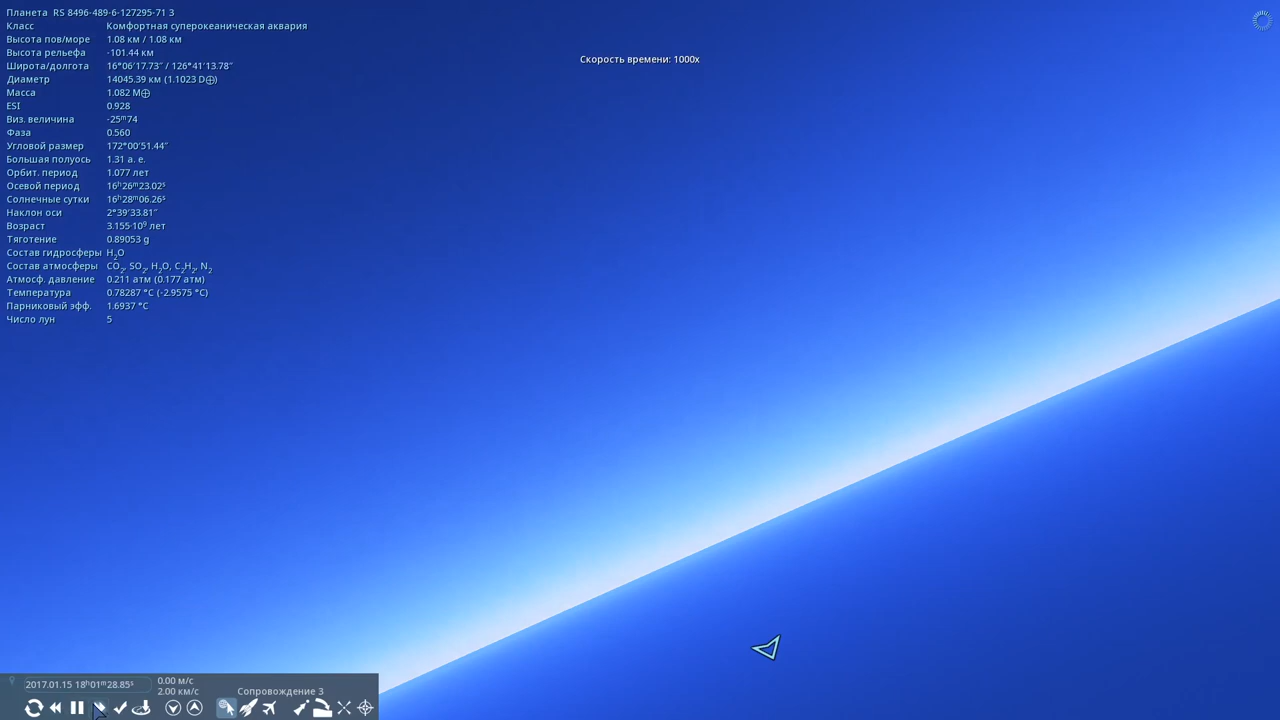 Планета RS 8496-489-6-127295-71 3
Класс Комфортная суперокеаническая аквария
Высота пов/море 1.08 км / 1.08 км
Высота рельефа -101.44 км
Широта/долгота 16°06′17.73″ / 126°41′13.78″
Диаметр 14045.39 км (1.1023 D⊕)
Масса 1.082 M⊕
ESI 0.928
Виз. величина -25ᵐ74
Фаза 0.560
Угловой размер 172°00′51.44″
Большая полуось 1.31 а. е.
Орбит. период 1.077 лет
Осевой период 16ʰ26ᵐ23.02ˢ
Солнечные сутки 16ʰ28ᵐ06.26ˢ
Наклон оси 2°39′33.81″
Возраст 3.155·10⁹ лет
Тяготение 0.89053 g
Состав гидросферы H₂O
Состав атмосферы CO₂, SO₂, H₂O, C₂H₂, N₂
Атмосф. давление 0.211 атм (0.177 атм)
Температура 0.78287 °C (-2.9575 °C)
Парниковый эфф. 1.6937 °C
Число лун 5
Скорость времени: 1000x
2017.01.15 18ʰ01ᵐ28.85ˢ
0.00 м/с
2.00 км/с
Сопровождение 3